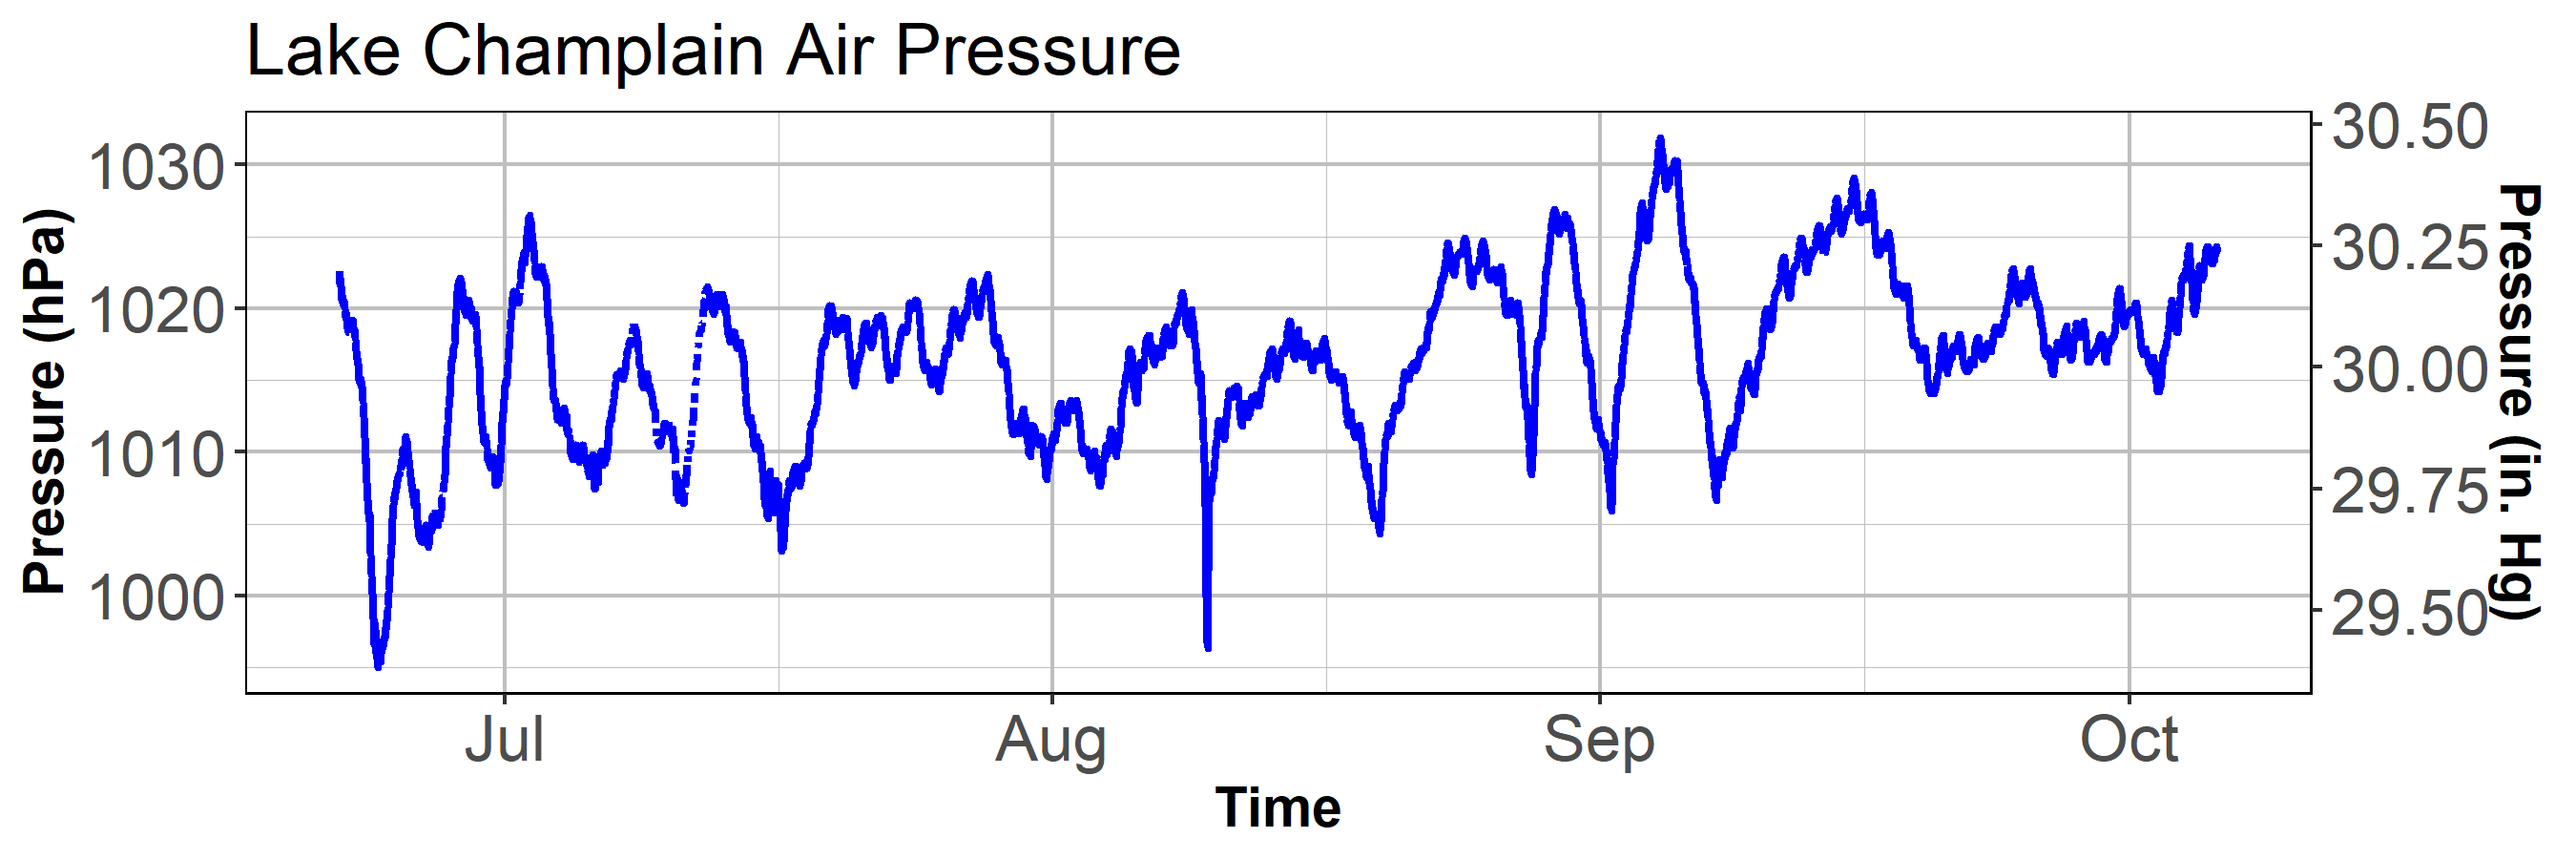 Lake Champlain Air Pressure
Pressure (hPa)
1030
1020
1010
1000
30.50
30.25
30.00
29.75
29.50
Pressure (in. Hg)
Jul Aug Sep Oct
Time